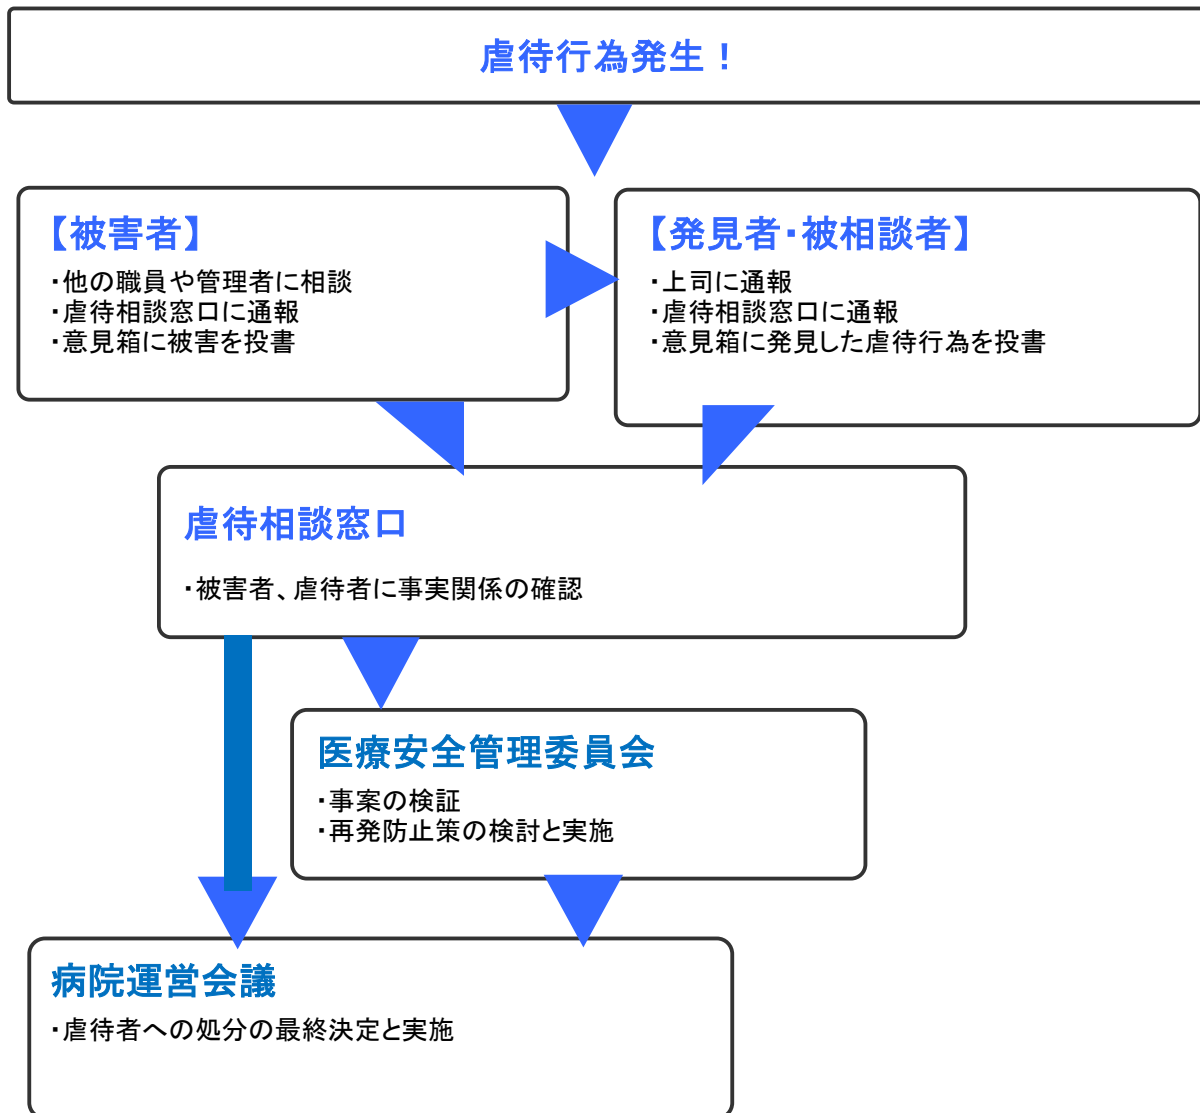 虐待行為発生！
【被害者】
・他の職員や管理者に相談
・虐待相談窓口に通報
・意見箱に被害を投書
【発見者・被相談者】
・上司に通報
・虐待相談窓口に通報
・意見箱に発見した虐待行為を投書
虐待相談窓口
・被害者、虐待者に事実関係の確認
医療安全管理委員会
・事案の検証
・再発防止策の検討と実施
病院運営会議
・虐待者への処分の最終決定と実施